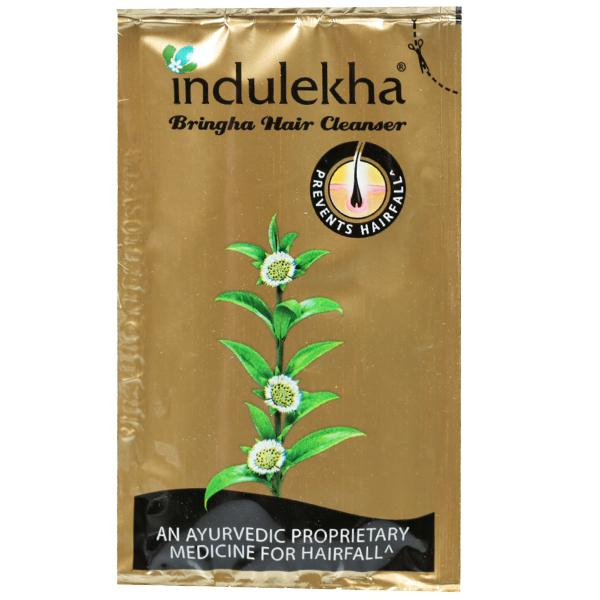 indulekha®
Bringha Hair Cleanser
PREVENTS HAIRFALL^
AN AYURVEDIC PROPRIETARY
MEDICINE FOR HAIRFALL^